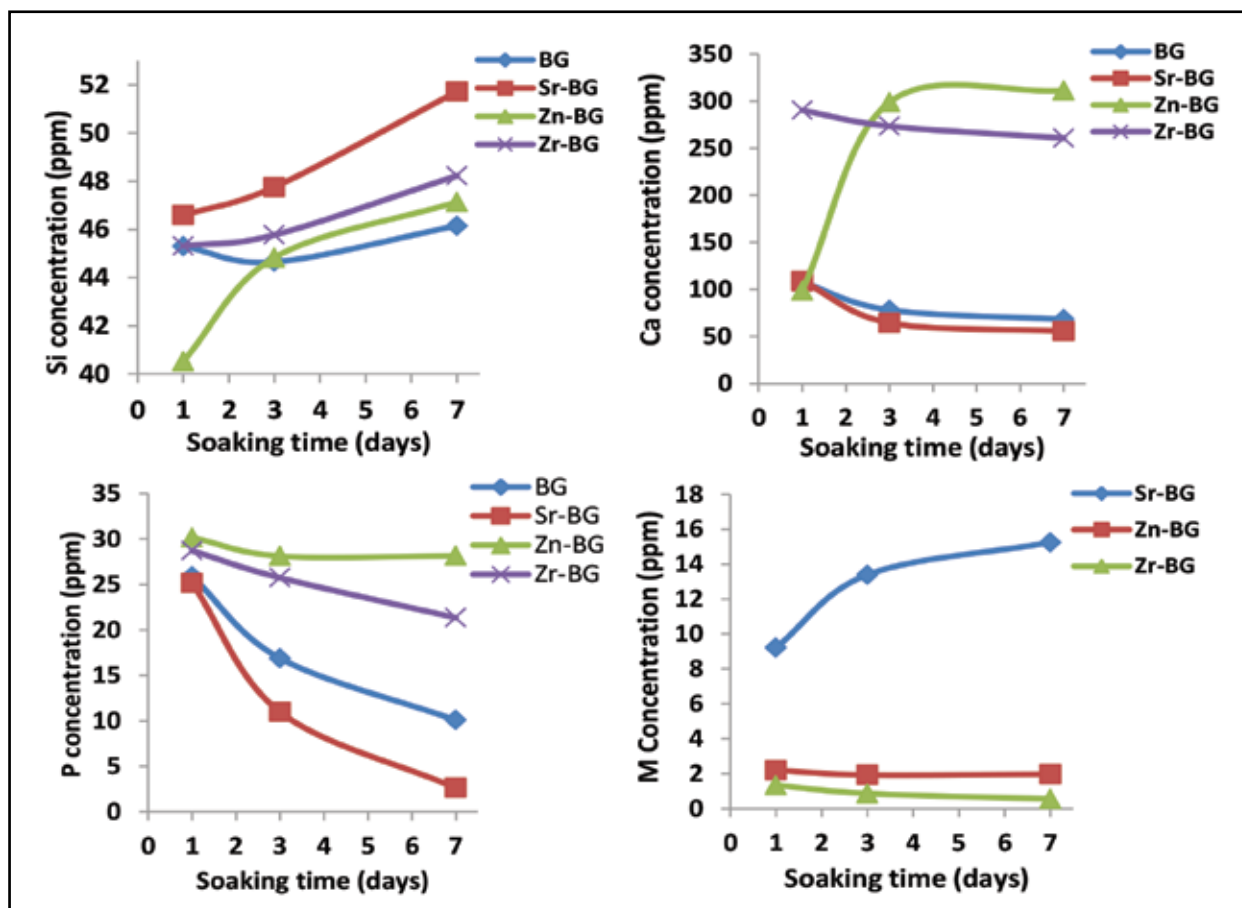 Si concentration (ppm)
52
50
48
46
44
42
40
0 1 2 3 4 5 6 7
Soaking time (days)
BG
Sr-BG
Zn-BG
Zr-BG
Ca concentration (ppm)
350
300
250
200
150
100
50
0
0 1 2 3 4 5 6 7
Soaking time (days)
BG
Sr-BG
Zn-BG
Zr-BG
P concentration (ppm)
35
30
25
20
15
10
5
0
0 1 2 3 4 5 6 7
Soaking time (days)
BG
Sr-BG
Zn-BG
Zr-BG
M Concentration (ppm)
18
16
14
12
10
8
6
4
2
0
0 1 2 3 4 5 6 7
Soaking time (days)
Sr-BG
Zn-BG
Zr-BG